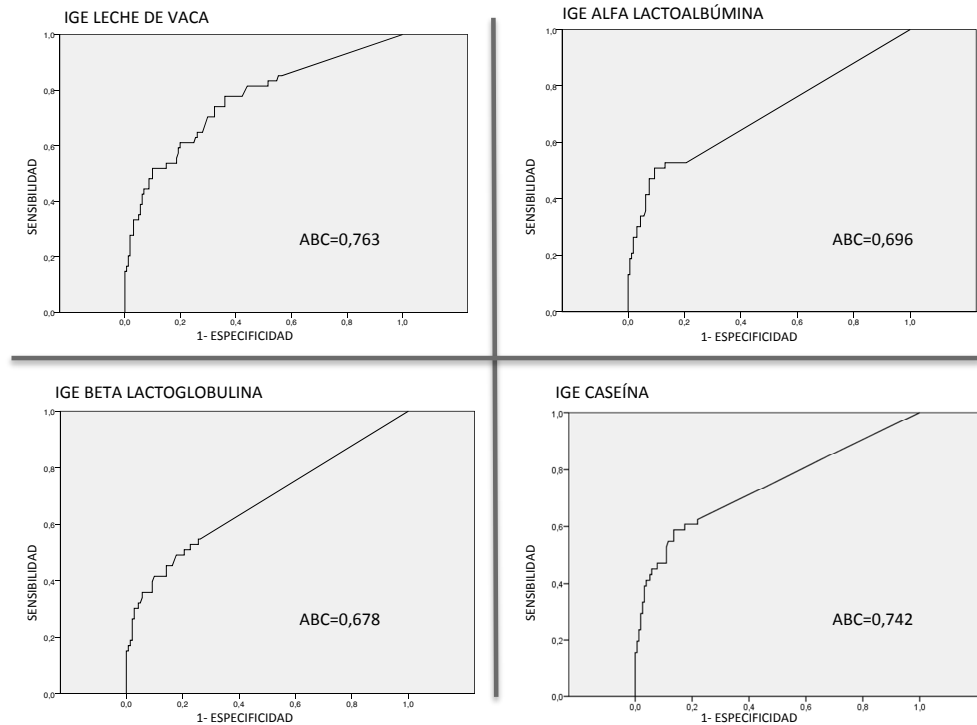 IGE LECHE DE VACA
1,0
0,8
0,6
0,4
0,2
0,0
SENSIBILIDAD
ABC=0,763
0,0 0,2 0,4 0,6 0,8 1,0
1- ESPECIFICIDAD
IGE ALFA LACTOALBÚMINA
1,0
0,8
0,6
0,4
0,2
0,0
SENSIBILIDAD
ABC=0,696
0,0 0,2 0,4 0,6 0,8 1,0
1- ESPECIFICIDAD
IGE BETA LACTOGLOBULINA
1,0
0,8
0,6
0,4
0,2
0,0
SENSIBILIDAD
ABC=0,678
0,0 0,2 0,4 0,6 0,8 1,0
1- ESPECIFICIDAD
IGE CASEÍNA
1,0
0,8
0,6
0,4
0,2
0,0
SENSIBILIDAD
ABC=0,742
0,0 0,2 0,4 0,6 0,8 1,0
1- ESPECIFICIDAD